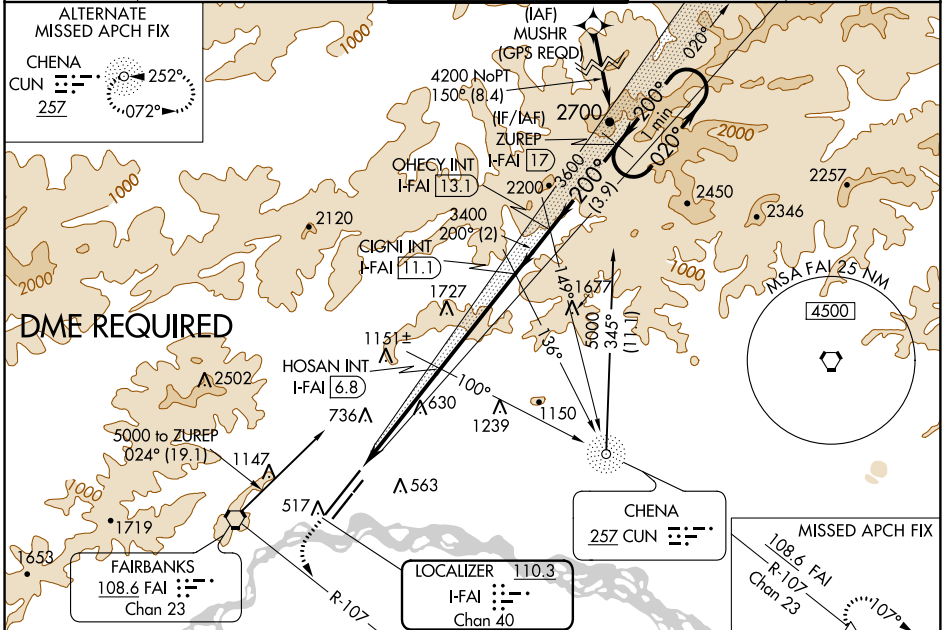 ALTERNATE
MISSED APCH FIX
CHENA
CUN
257
252°
072°
1000
(IAF)
MUSHR
(GPS REQD)
4200 NoPT
150° (8.4)
2700
020°
(IF/IAF)
ZUREP
I-FAI 17
200°
1 min
020°
2000
OHECY INT
I-FAI 13.1
2200
3600
200°
(3.9)
2450
2257
2346
1000
2120
3400
200° (2)
CIGNI INT
I-FAI 11.1
2000
1727
149°
1677
136°
5000
345°
(11.1)
1000
MSA FAI 25 NM
4500
DME REQUIRED
1151±
HOSAN INT
I-FAI 6.8
100°
2502
736
630
1239
1150
5000 to ZUREP
024° (19.1)
1147
1000
517
563
1719
1653
CHENA
257 CUN
FAIRBANKS
108.6 FAI
Chan 23
R-107
LOCALIZER 110.3
I-FAI
Chan 40
MISSED APCH FIX
108.6 FAI
R-107
Chan 23
107°